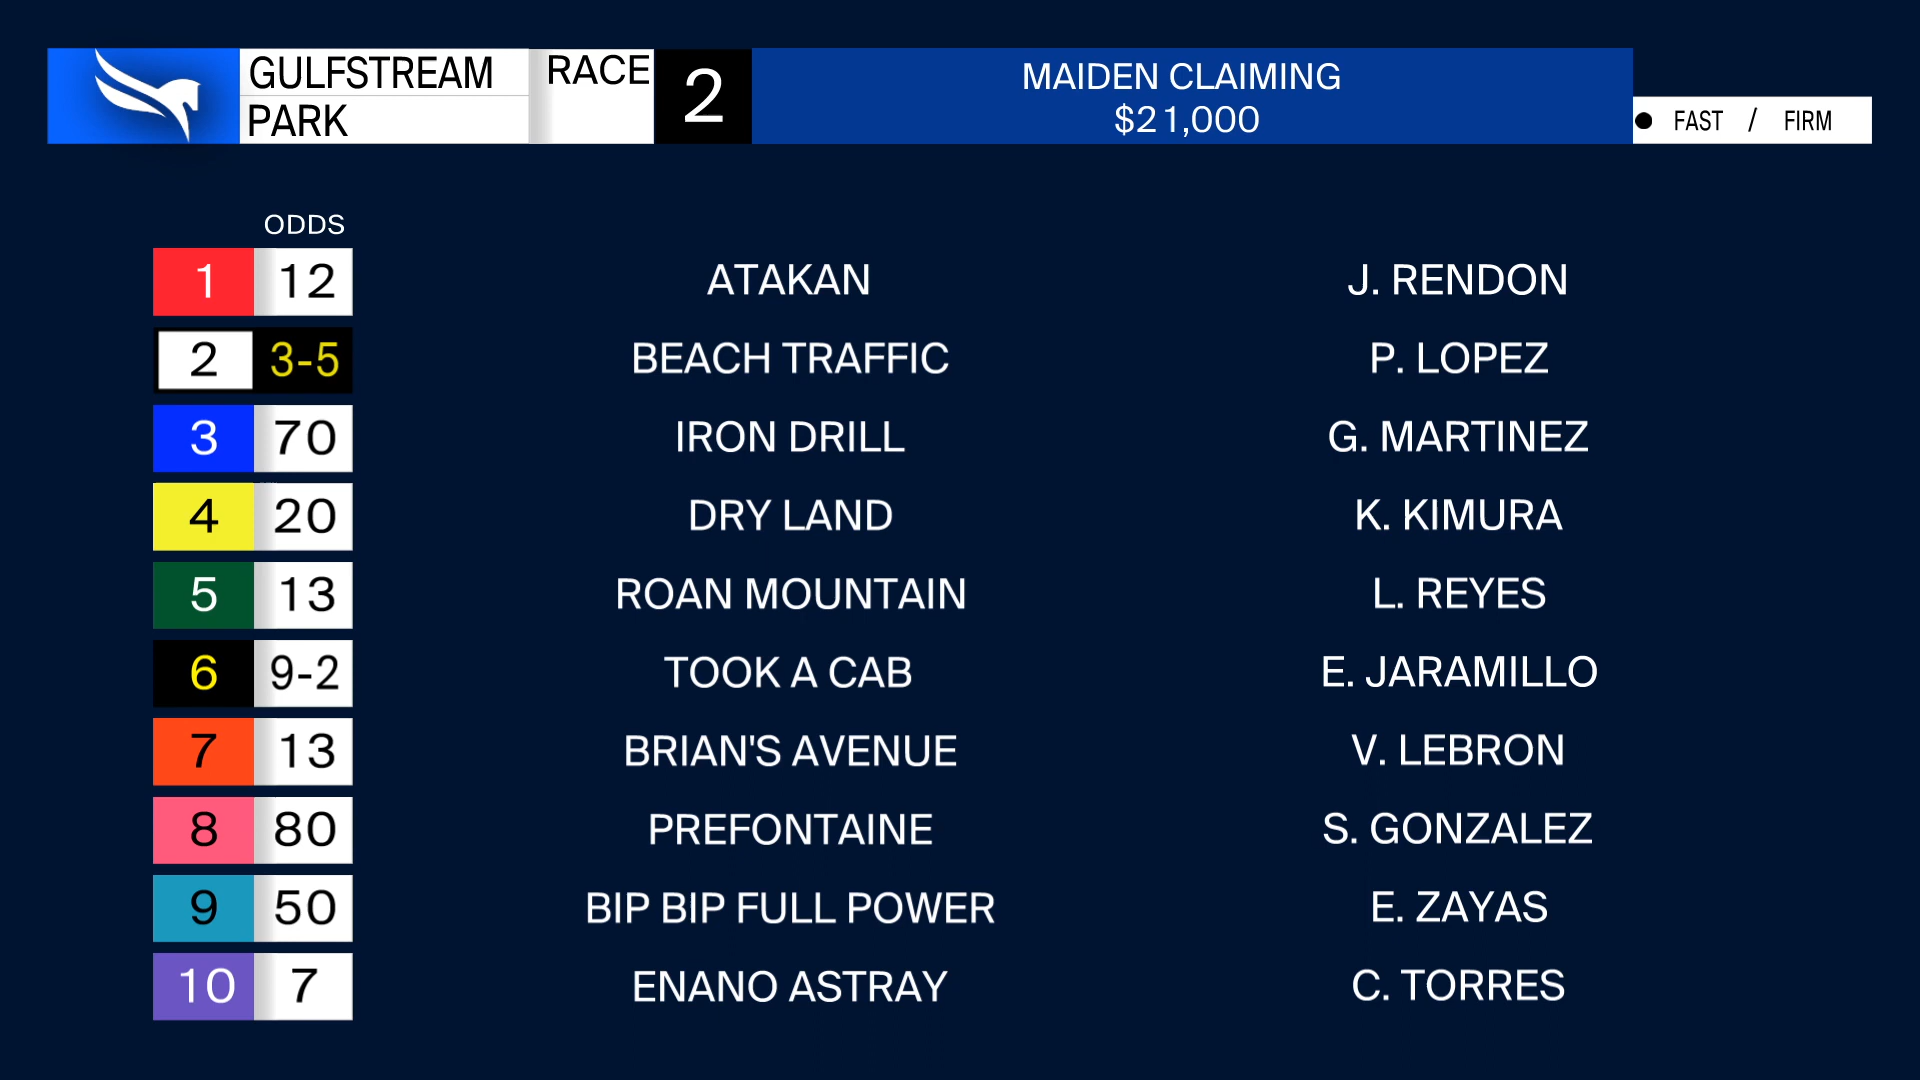 GULFSTREAM PARK
RACE 2
MAIDEN CLAIMING
$21,000
FAST / FIRM
ODDS
1 12 ATAKAN J. RENDON
2 3-5 BEACH TRAFFIC P. LOPEZ
3 70 IRON DRILL G. MARTINEZ
4 20 DRY LAND K. KIMURA
5 13 ROAN MOUNTAIN L. REYES
6 9-2 TOOK A CAB E. JARAMILLO
7 13 BRIAN'S AVENUE V. LEBRON
8 80 PREFONTAINE S. GONZALEZ
9 50 BIP BIP FULL POWER E. ZAYAS
10 7 ENANO ASTRAY C. TORRES